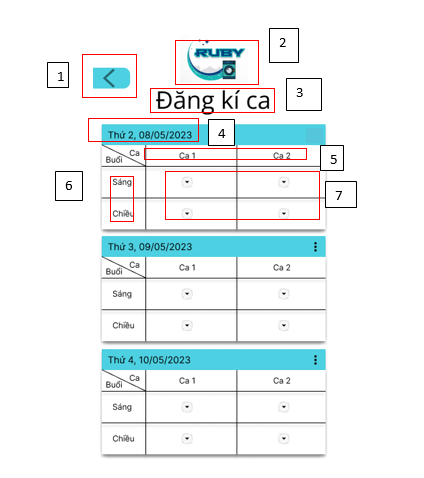 2
RUBY
1
3
Đăng kí ca
Thứ 2, 08/05/2023
4
Ca
Buổi
Ca 1
Ca 2
5
6
Sáng
7
Chiều
Thứ 3, 09/05/2023
Ca
Buổi
Ca 1
Ca 2
Sáng
Chiều
Thứ 4, 10/05/2023
Ca
Buổi
Ca 1
Ca 2
Sáng
Chiều